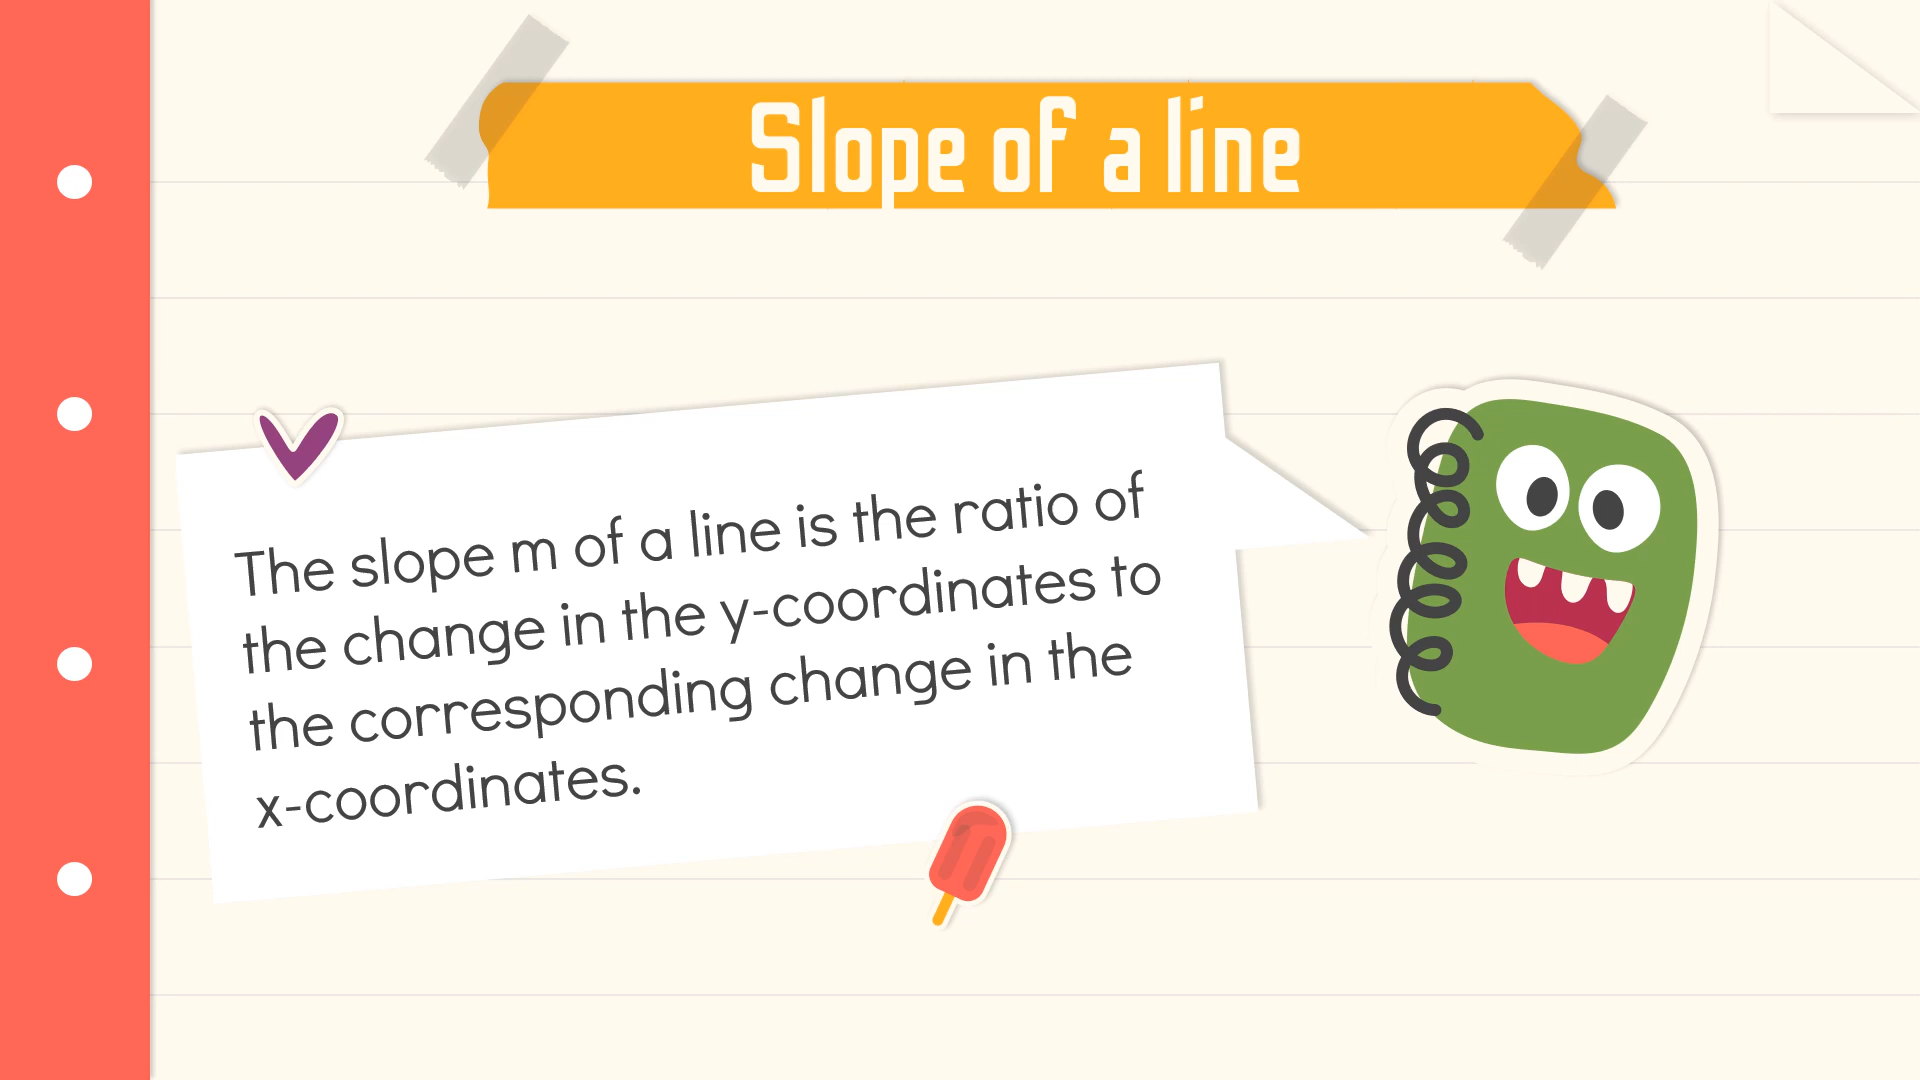 Slope of a line
The slope m of a line is the ratio of
the change in the y-coordinates to
the corresponding change in the
x-coordinates.